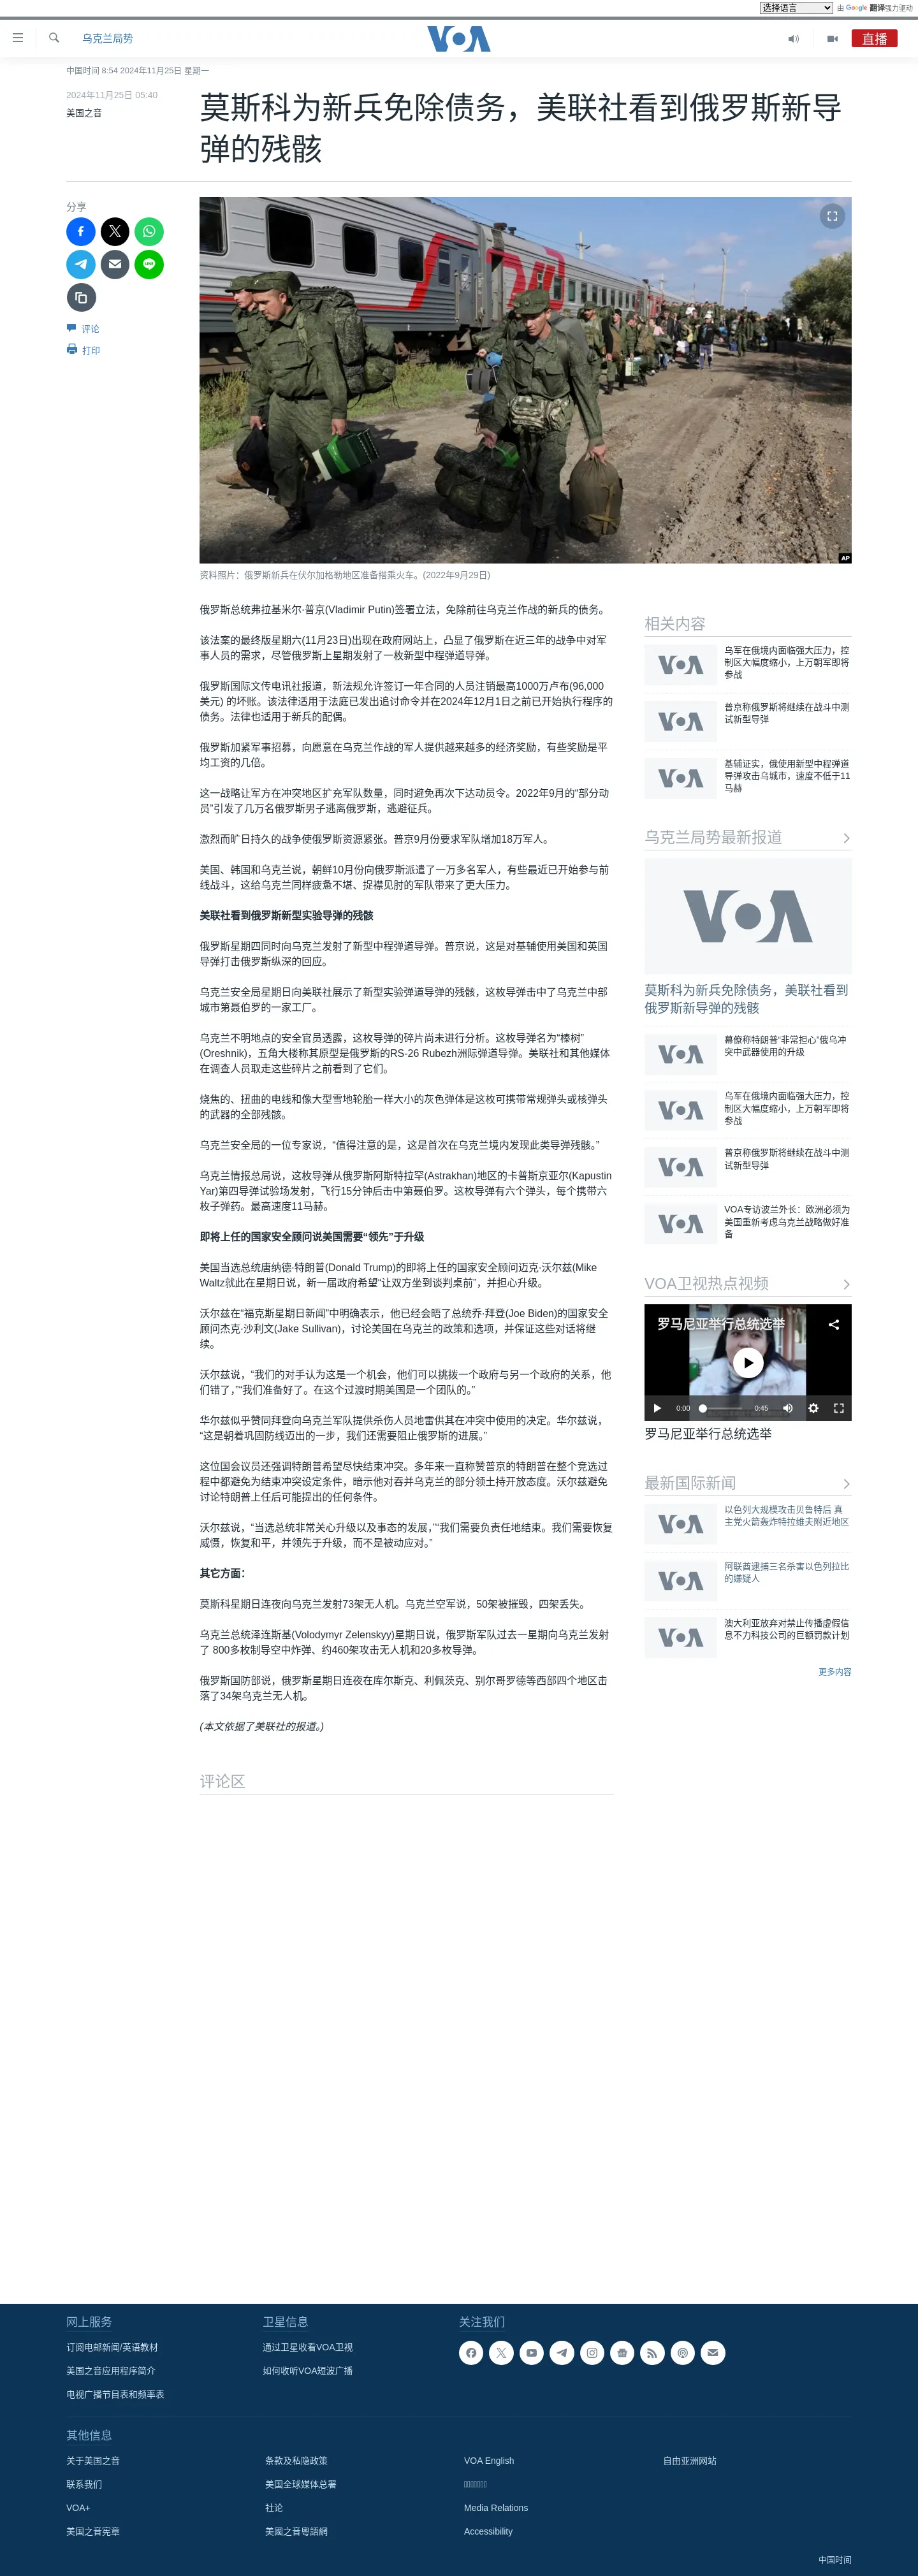 选择语言 由 Google 翻译强力驱动
乌克兰局势
VOA
直播
中国时间 8:54 2024年11月25日 星期一
2024年11月25日 05:40
美国之音
莫斯科为新兵免除债务，美联社看到俄罗斯新导
弹的残骸
分享
评论
打印
AP
资料照片：俄罗斯新兵在伏尔加格勒地区准备搭乘火车。(2022年9月29日)
俄罗斯总统弗拉基米尔·普京(Vladimir Putin)签署立法，免除前往乌克兰作战的新兵的债务。
该法案的最终版星期六(11月23日)出现在政府网站上，凸显了俄罗斯在近三年的战争中对军
事人员的需求，尽管俄罗斯上星期发射了一枚新型中程弹道导弹。
俄罗斯国际文传电讯社报道，新法规允许签订一年合同的人员注销最高1000万卢布(96,000
美元) 的坏账。该法律适用于法庭已发出追讨命令并在2024年12月1日之前已开始执行程序的
债务。法律也适用于新兵的配偶。
俄罗斯加紧军事招募，向愿意在乌克兰作战的军人提供越来越多的经济奖励，有些奖励是平
均工资的几倍。
这一战略让军方在冲突地区扩充军队数量，同时避免再次下达动员令。2022年9月的“部分动
员”引发了几万名俄罗斯男子逃离俄罗斯，逃避征兵。
激烈而旷日持久的战争使俄罗斯资源紧张。普京9月份要求军队增加18万军人。
美国、韩国和乌克兰说，朝鲜10月份向俄罗斯派遣了一万多名军人，有些最近已开始参与前
线战斗，这给乌克兰同样疲惫不堪、捉襟见肘的军队带来了更大压力。
美联社看到俄罗斯新型实验导弹的残骸
俄罗斯星期四同时向乌克兰发射了新型中程弹道导弹。普京说，这是对基辅使用美国和英国
导弹打击俄罗斯纵深的回应。
乌克兰安全局星期日向美联社展示了新型实验弹道导弹的残骸，这枚导弹击中了乌克兰中部
城市第聂伯罗的一家工厂。
乌克兰不明地点的安全官员透露，这枚导弹的碎片尚未进行分析。这枚导弹名为“榛树”
(Oreshnik)，五角大楼称其原型是俄罗斯的RS-26 Rubezh洲际弹道导弹。美联社和其他媒体
在调查人员取走这些碎片之前看到了它们。
烧焦的、扭曲的电线和像大型雪地轮胎一样大小的灰色弹体是这枚可携带常规弹头或核弹头
的武器的全部残骸。
乌克兰安全局的一位专家说，“值得注意的是，这是首次在乌克兰境内发现此类导弹残骸。”
乌克兰情报总局说，这枚导弹从俄罗斯阿斯特拉罕(Astrakhan)地区的卡普斯京亚尔(Kapustin
Yar)第四导弹试验场发射，飞行15分钟后击中第聂伯罗。这枚导弹有六个弹头，每个携带六
枚子弹药。最高速度11马赫。
即将上任的国家安全顾问说美国需要“领先”于升级
美国当选总统唐纳德·特朗普(Donald Trump)的即将上任的国家安全顾问迈克·沃尔兹(Mike
Waltz就此在星期日说，新一届政府希望“让双方坐到谈判桌前”，并担心升级。
沃尔兹在“福克斯星期日新闻”中明确表示，他已经会晤了总统乔·拜登(Joe Biden)的国家安全
顾问杰克·沙利文(Jake Sullivan)，讨论美国在乌克兰的政策和选项，并保证这些对话将继
续。
沃尔兹说，“我们的对手认为这是一个机会，他们可以挑拨一个政府与另一个政府的关系，他
们错了，”“我们准备好了。在这个过渡时期美国是一个团队的。”
华尔兹似乎赞同拜登向乌克兰军队提供杀伤人员地雷供其在冲突中使用的决定。华尔兹说，
“这是朝着巩固防线迈出的一步，我们还需要阻止俄罗斯的进展。”
这位国会议员还强调特朗普希望尽快结束冲突。多年来一直称赞普京的特朗普在整个竞选过
程中都避免为结束冲突设定条件，暗示他对吞并乌克兰的部分领土持开放态度。沃尔兹避免
讨论特朗普上任后可能提出的任何条件。
沃尔兹说，“当选总统非常关心升级以及事态的发展，”“我们需要负责任地结束。我们需要恢复
威慑，恢复和平，并领先于升级，而不是被动应对。”
其它方面：
莫斯科星期日连夜向乌克兰发射73架无人机。乌克兰空军说，50架被摧毁，四架丢失。
乌克兰总统泽连斯基(Volodymyr Zelenskyy)星期日说，俄罗斯军队过去一星期向乌克兰发射
了 800多枚制导空中炸弹、约460架攻击无人机和20多枚导弹。
俄罗斯国防部说，俄罗斯星期日连夜在库尔斯克、利佩茨克、别尔哥罗德等西部四个地区击
落了34架乌克兰无人机。
(本文依据了美联社的报道。)
评论区
相关内容
VOA
乌军在俄境内面临强大压力，控
制区大幅度缩小，上万朝军即将
参战
VOA
普京称俄罗斯将继续在战斗中测
试新型导弹
VOA
基辅证实，俄使用新型中程弹道
导弹攻击乌城市，速度不低于11
马赫
乌克兰局势最新报道
VOA
莫斯科为新兵免除债务，美联社看到
俄罗斯新导弹的残骸
VOA
幕僚称特朗普“非常担心”俄乌冲
突中武器使用的升级
VOA
乌军在俄境内面临强大压力，控
制区大幅度缩小，上万朝军即将
参战
VOA
普京称俄罗斯将继续在战斗中测
试新型导弹
VOA
VOA专访波兰外长：欧洲必须为
美国重新考虑乌克兰战略做好准
备
VOA卫视热点视频
罗马尼亚举行总统选举
0:00 0:45
罗马尼亚举行总统选举
最新国际新闻
VOA
以色列大规模攻击贝鲁特后 真
主党火箭轰炸特拉维夫附近地区
VOA
阿联酋逮捕三名杀害以色列拉比
的嫌疑人
VOA
澳大利亚放弃对禁止传播虚假信
息不力科技公司的巨额罚款计划
更多内容
网上服务
订阅电邮新闻/英语教材
美国之音应用程序简介
电视广播节目表和频率表
卫星信息
通过卫星收看VOA卫视
如何收听VOA短波广播
关注我们
其他信息
关于美国之音
联系我们
VOA+
美国之音宪章
条款及私隐政策
美国全球媒体总署
社论
美國之音粵語網
VOA English
Media Relations
Accessibility
自由亚洲网站
中国时间